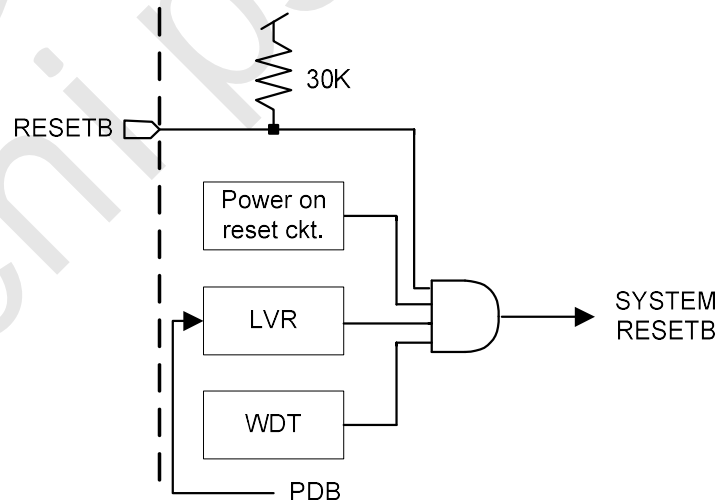 30K
RESETB
Power on
reset ckt.
LVR
SYSTEM
RESETB
WDT
PDB